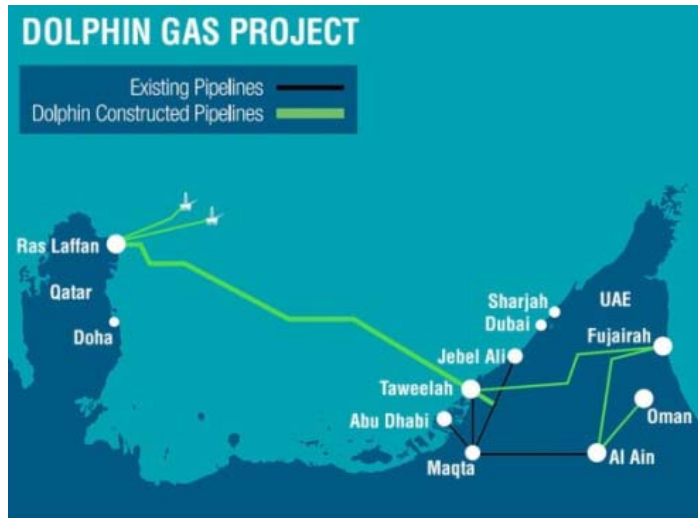 DOLPHIN GAS PROJECT
Existing Pipelines
Dolphin Constructed Pipelines
Ras Laffan
Qatar
Doha
Sharjah
UAE
Dubai
Fujairah
Jebel Ali
Taweelah
Abu Dhabi
Oman
Maqta
Al Ain